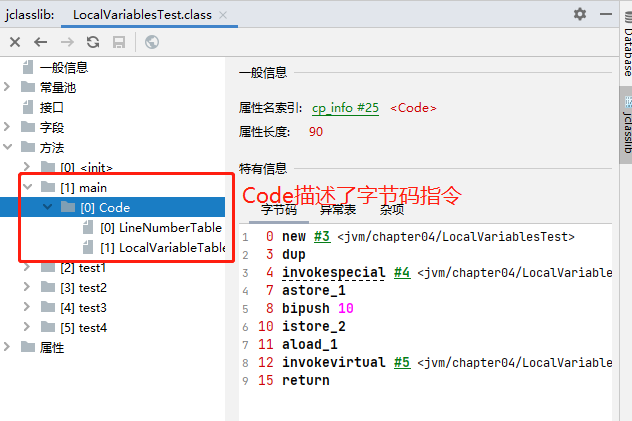 jclasslib: LocalVariablesTest.class
一般信息
常量池
接口
字段
方法
[0] <init>
[1] main
[0] Code
[0] LineNumberTable
[1] LocalVariableTable
[2] test1
[3] test2
[4] test3
[5] test4
属性
一般信息
属性名索引: cp_info #25 <Code>
属性长度: 90
特有信息
Code描述了字节码指令
字节码 异常表 杂项
1 0 new #3 <jvm/chapter04/LocalVariablesTest>
2 3 dup
3 4 invokespecial #4 <jvm/chapter04/LocalVariable
4 7 astore_1
5 8 bipush 10
6 10 istore_2
7 11 aload_1
8 12 invokevirtual #5 <jvm/chapter04/LocalVariable
9 15 return
Database
jclasslib